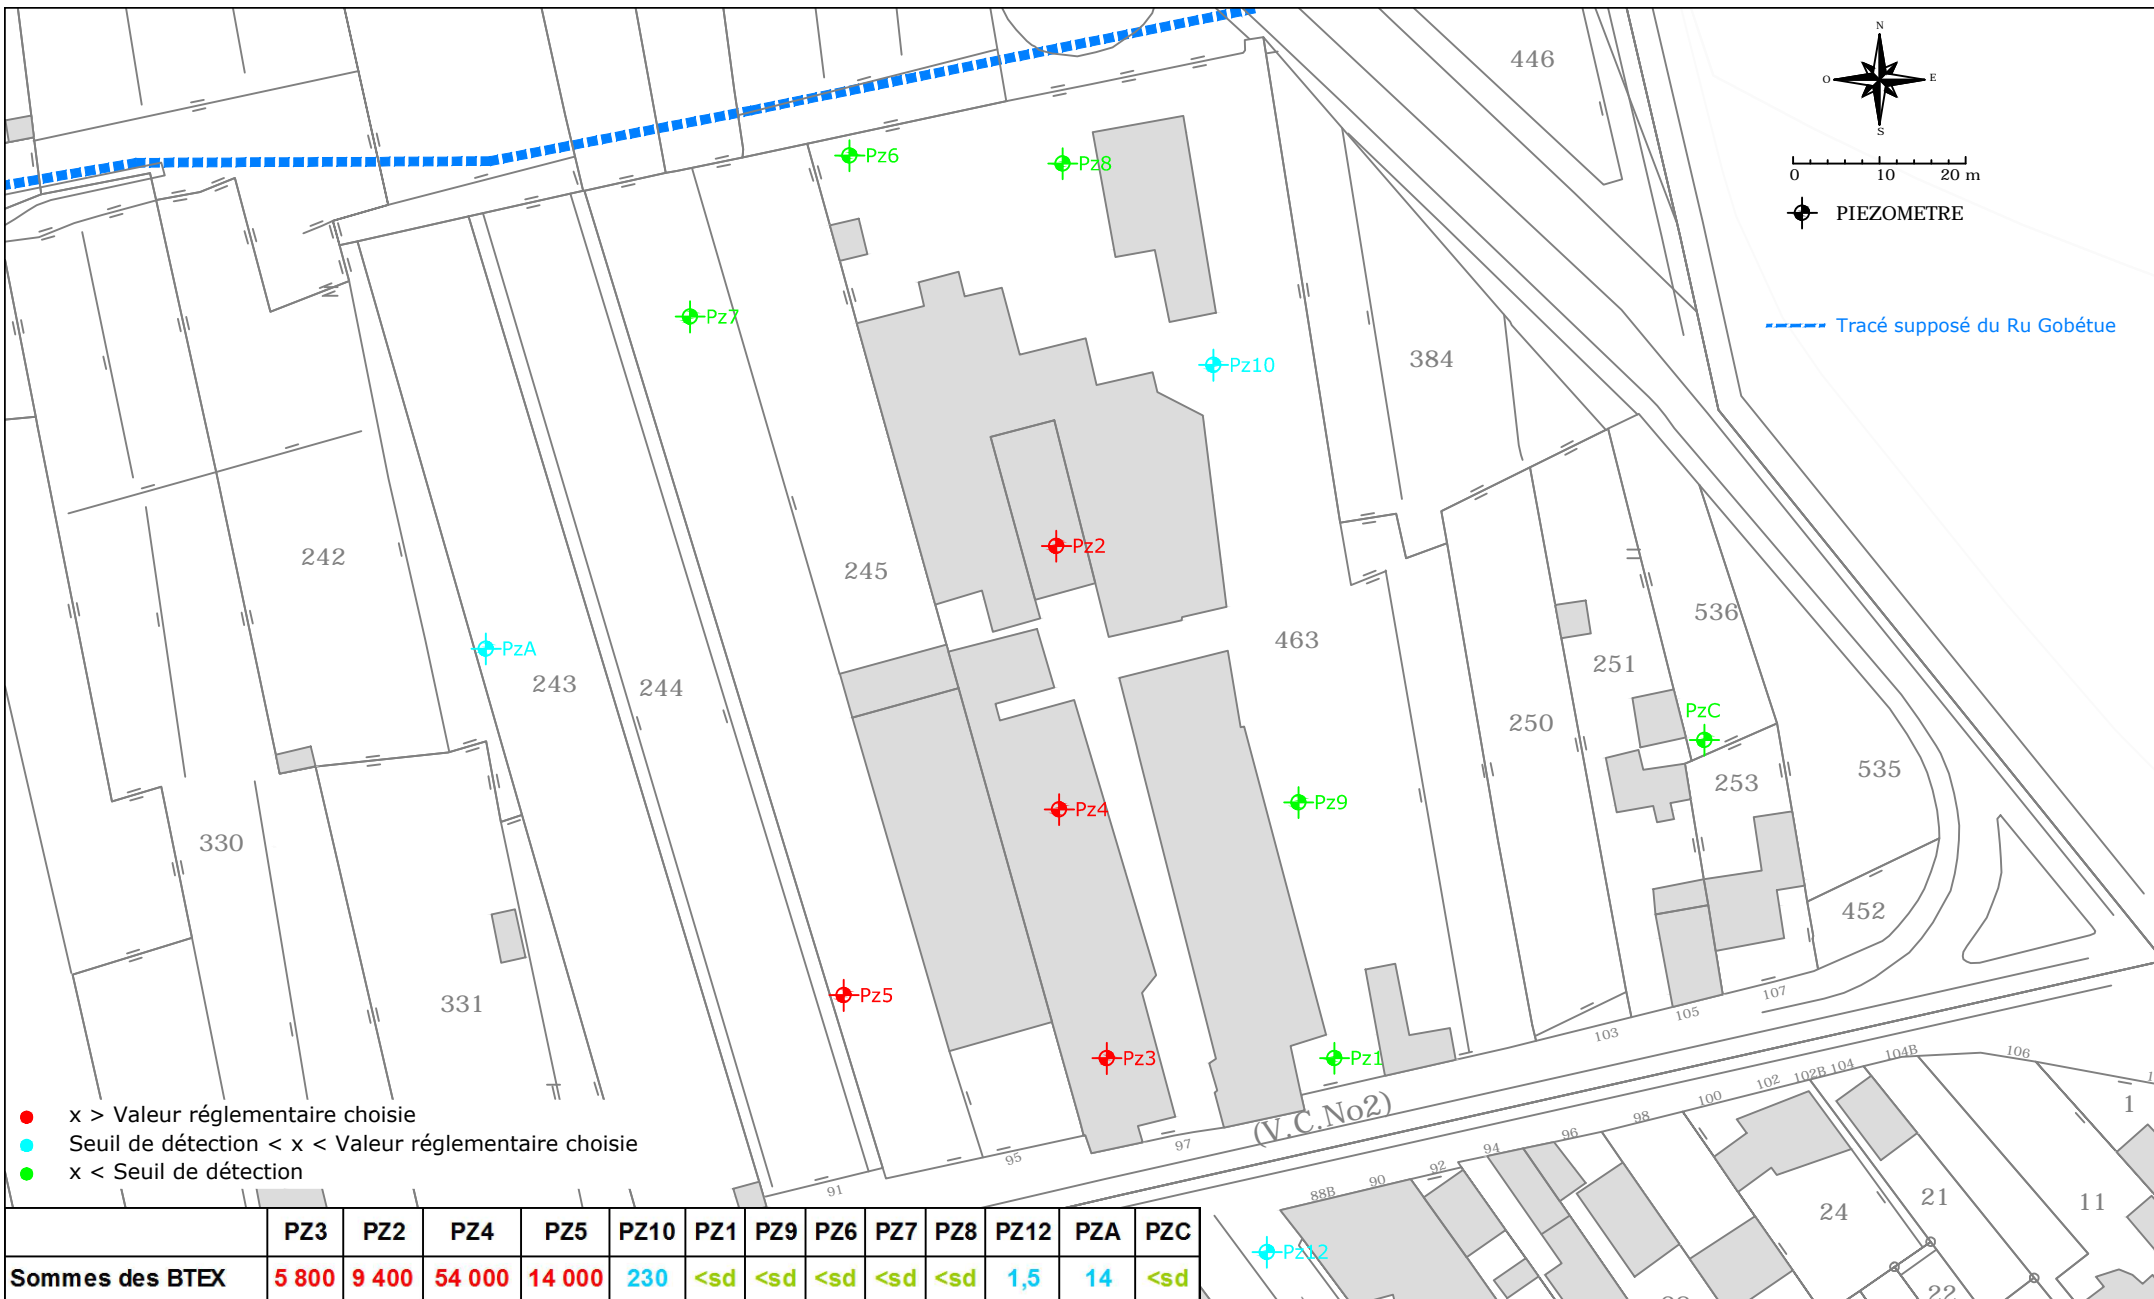 446
N
O
E
S
0 10 20 m
PIEZOMETRE
Tracé supposé du Ru Gobétue
Pz6
Pz8
Pz7
Pz10
384
242
245
Pz2
463
536
PzA
243
244
251
250
PzC
253
535
330
Pz4
Pz9
452
331
Pz5
Pz3
Pz1
107
105
103
106
104B
104
102B
102
100
98
96
94
92
90
88B
(V.C.No2)
97
95
91
1
11
21
24
22
Pz12
x > Valeur réglementaire choisie
Seuil de détection < x < Valeur réglementaire choisie
x < Seuil de détection
PZ3 PZ2 PZ4 PZ5 PZ10 PZ1 PZ9 PZ6 PZ7 PZ8 PZ12 PZA PZC
Sommes des BTEX 5 800 9 400 54 000 14 000 230 <sd <sd <sd <sd <sd 1,5 14 <sd